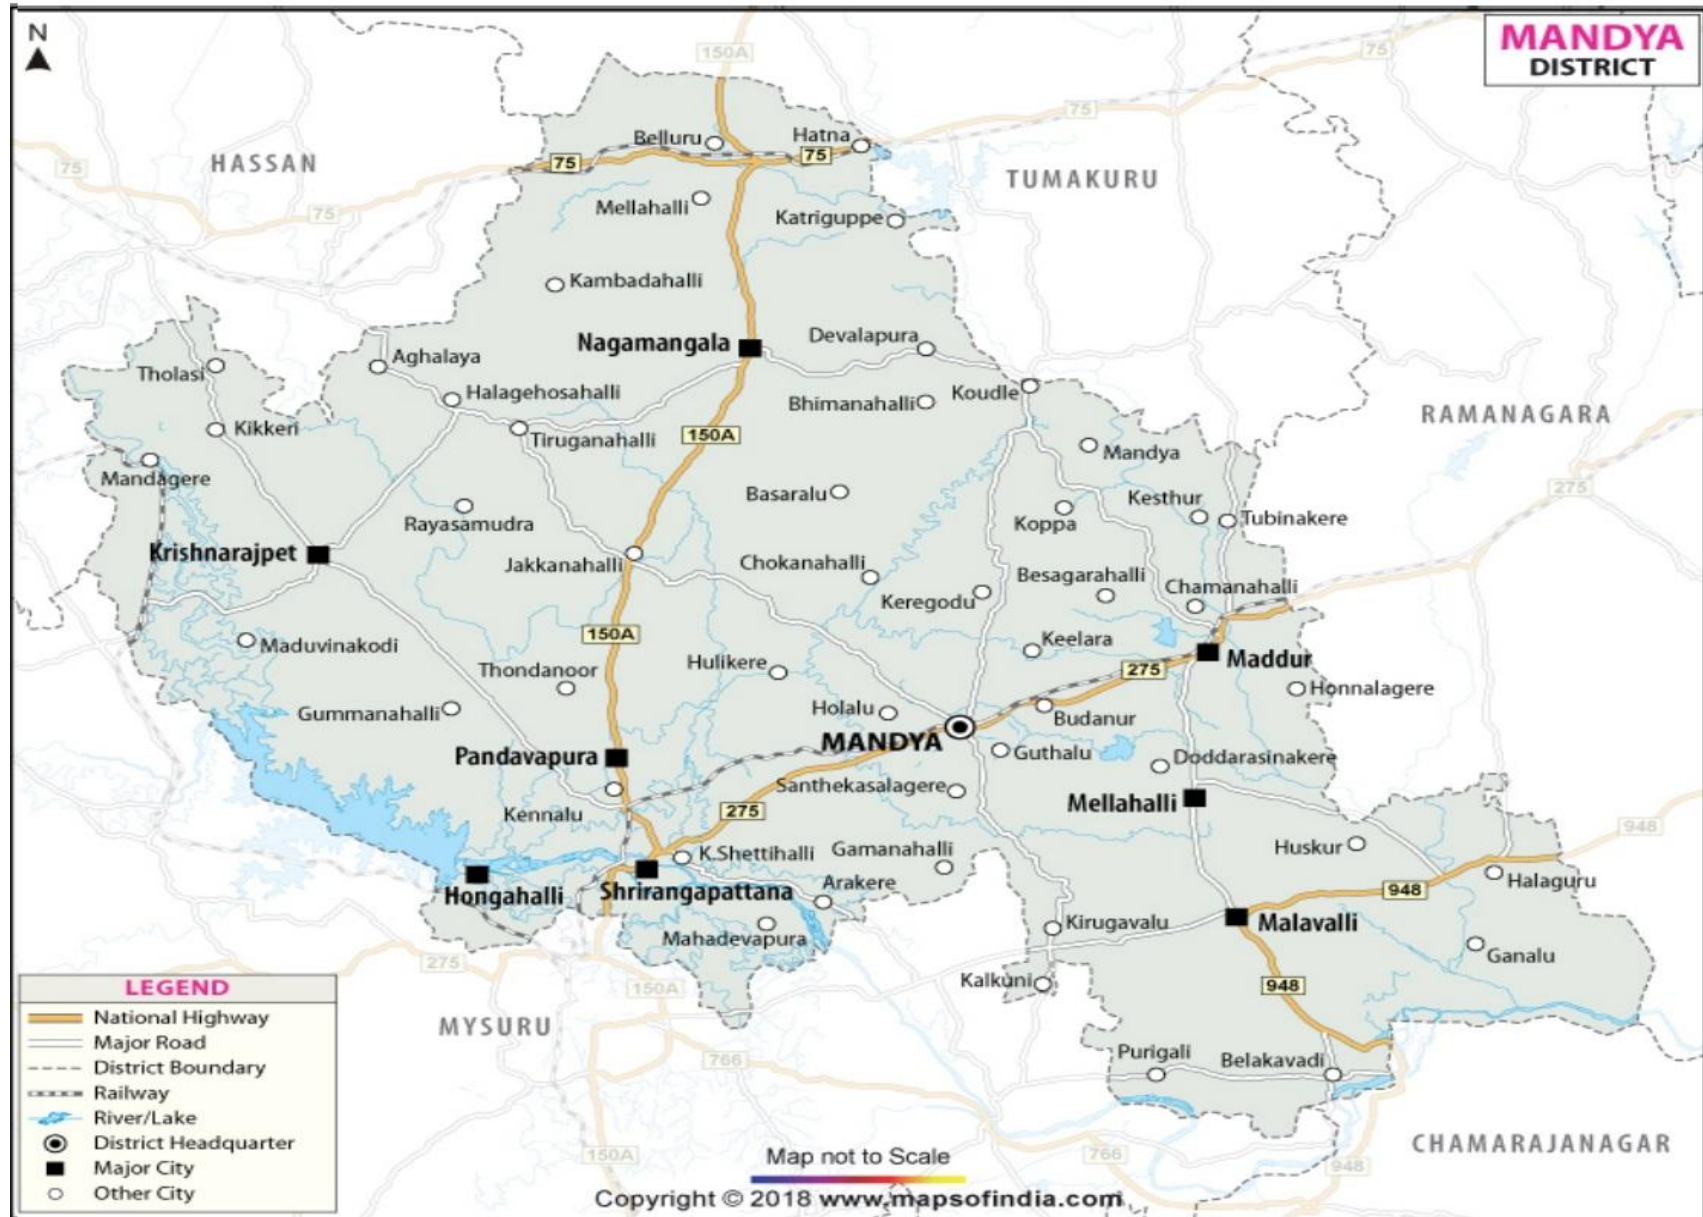 N
MANDYA
DISTRICT
150A
75
75
HASSAN
75
75
Belluru
75
Hatna
75
TUMAKURU
Mellahalli
Katriguppe
Kambadahalli
Nagamangala
Devalapura
Tholasi
Aghalaya
Halagehosahalli
Bhimanahalli
Koudle
RAMANAGARA
Kikkeri
Tiruganahalli
150A
Mandya
Mandagere
Basaralu
Kesthur
275
Rayasamudra
Koppa
Tubinakere
Krishnarajpet
Jakkanahalli
Chokanahalli
Besagarahalli
Chamanahalli
Keregodu
150A
Maduvinakodi
Keelara
Thondanoor
Hulikere
275
Maddur
Honnalagere
Gummanahalli
Holalu
Budanur
MANDYA
Pandavapura
Guthalu
Doddarasinakere
Santhekasalagere
Mellahalli
Kennalu
275
948
K.Shettihalli
Gamanahalli
Huskur
Hongahalli
Shrirangapattana
Arakere
948
Halaguru
Mahadevapura
Kirugavalu
Malavalli
Ganalu
275
150A
Kalkuni
948
MYSURU
766
Purigali
Belakavadi
150A
766
948
CHAMARAJANAGAR
LEGEND
National Highway
Major Road
District Boundary
Railway
River/Lake
District Headquarter
Major City
Other City
Map not to Scale
Copyright © 2018 www.mapsofindia.com